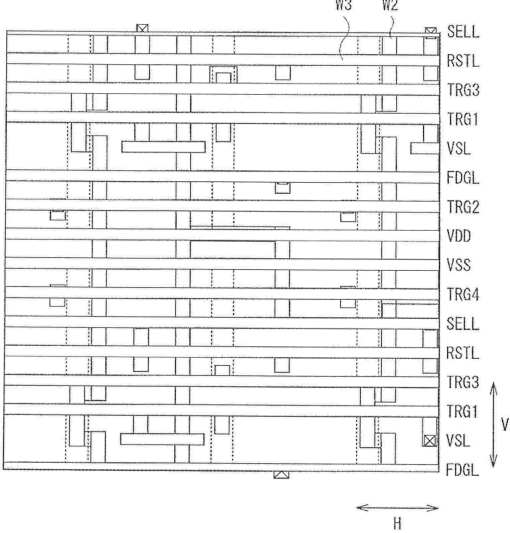 W3 W2
SELL
RSTL
TRG3
TRG1
VSL
FDGL
TRG2
VDD
VSS
TRG4
SELL
RSTL
TRG3
TRG1
V
VSL
FDGL
H